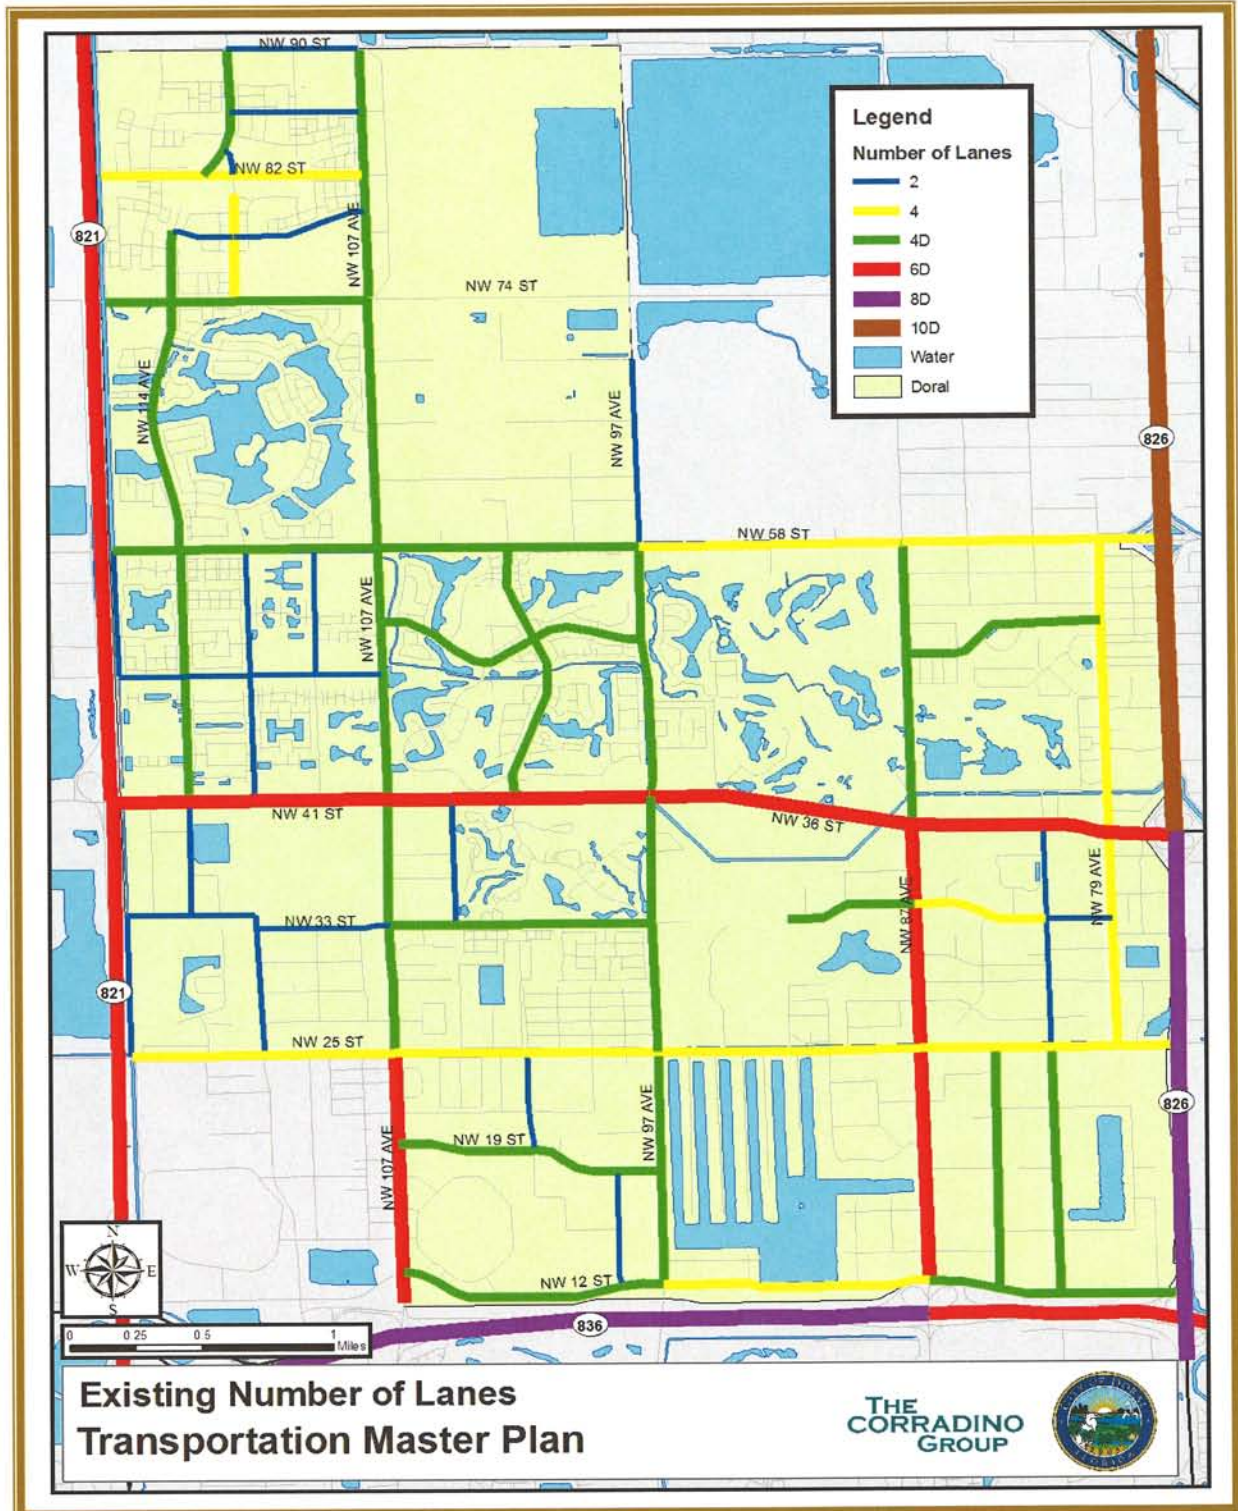 NW 90 ST
Legend
Number of Lanes
2
4
4D
6D
8D
10D
Water
Doral
NW 82 ST
821
NW 107 AVE
NW 74 ST
NW 114 AVE
NW 97 AVE
826
NW 58 ST
NW 107 AVE
NW 41 ST
NW 36 ST
NW 79 AVE
NW 87 AVE
NW 33 ST
821
NW 25 ST
826
NW 97 AVE
NW 19 ST
NW 107 AVE
N
W
E
S
NW 12 ST
836
0 0.25 0.5 1
Miles
Existing Number of Lanes
Transportation Master Plan
THE
CORRADINO
GROUP